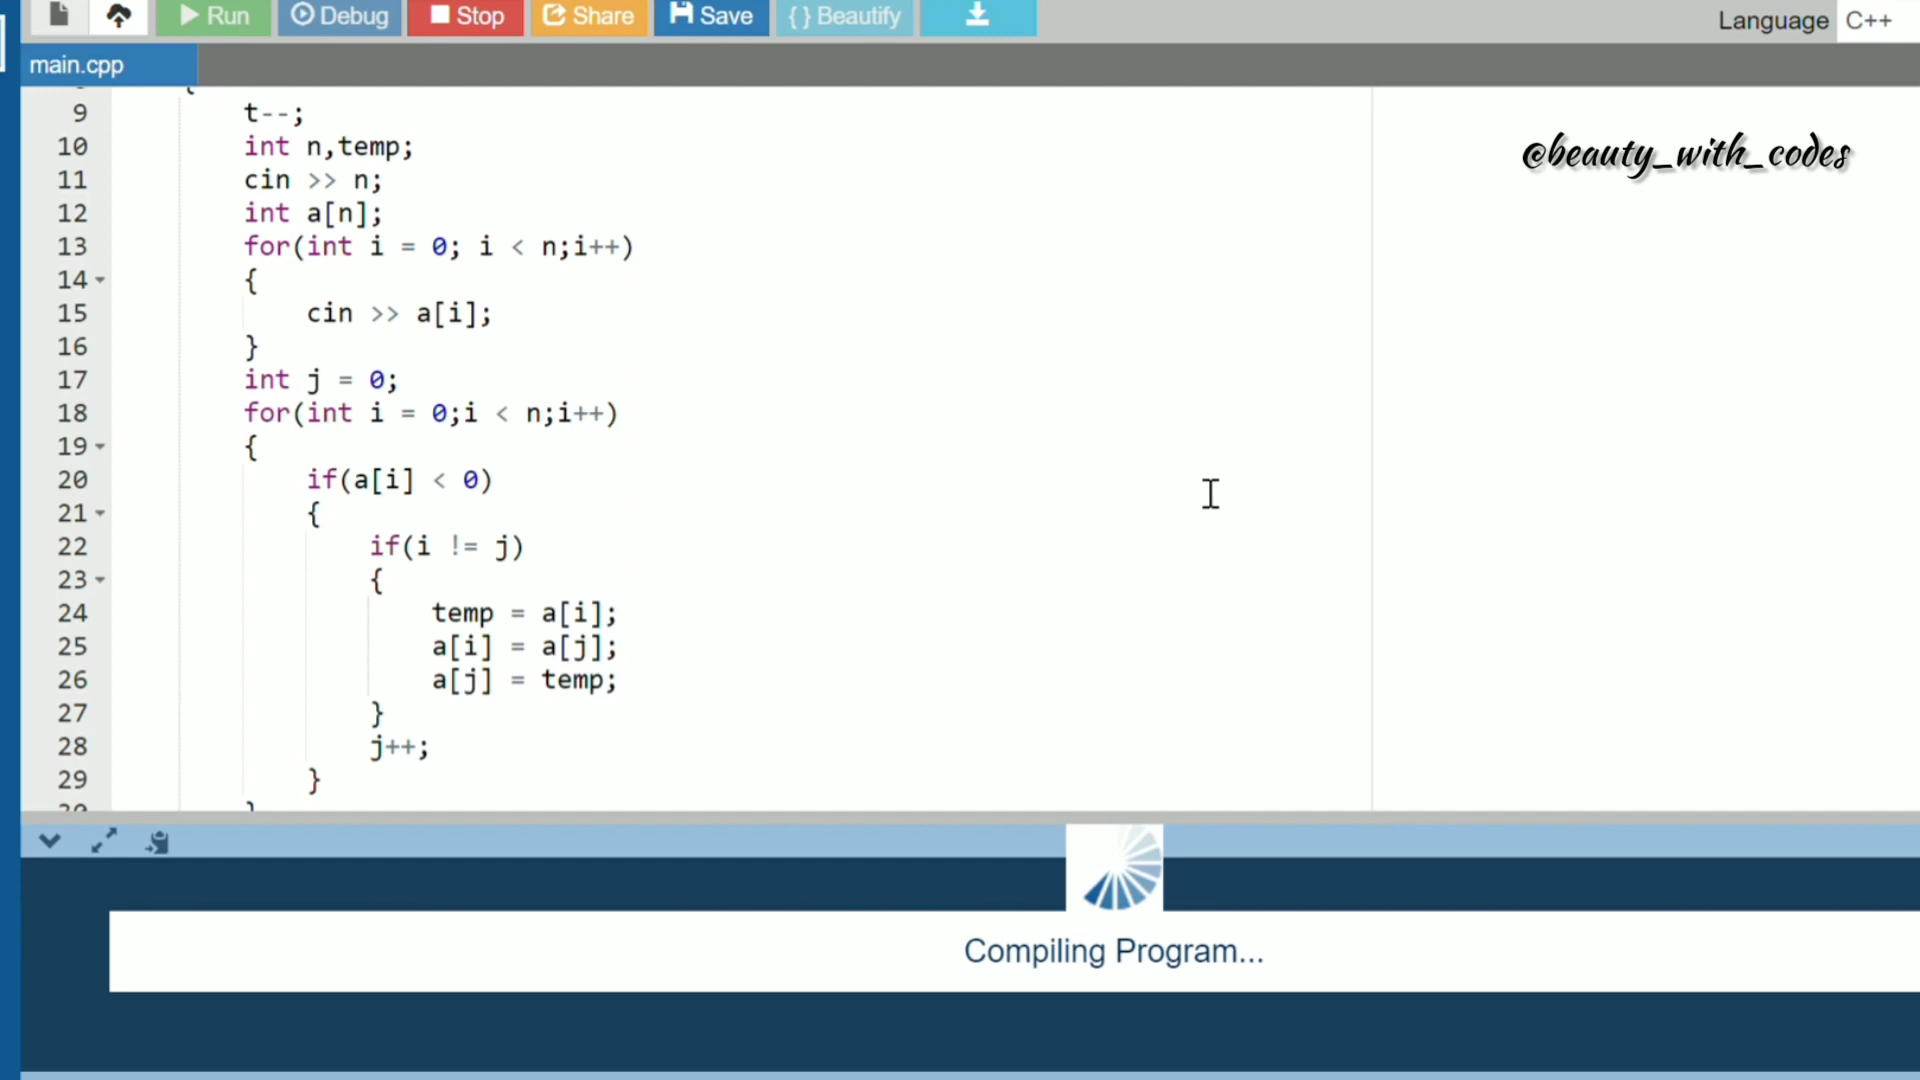 Run Debug Stop Share Save { } Beautify Language C++
main.cpp
@beauty_with_codes
9 t--;
10 int n,temp;
11 cin >> n;
12 int a[n];
13 for(int i = 0; i < n;i++)
14 {
15 cin >> a[i];
16 }
17 int j = 0;
18 for(int i = 0;i < n;i++)
19 {
20 if(a[i] < 0)
21 {
22 if(i != j)
23 {
24 temp = a[i];
25 a[i] = a[j];
26 a[j] = temp;
27 }
28 j++;
29 }
Compiling Program...